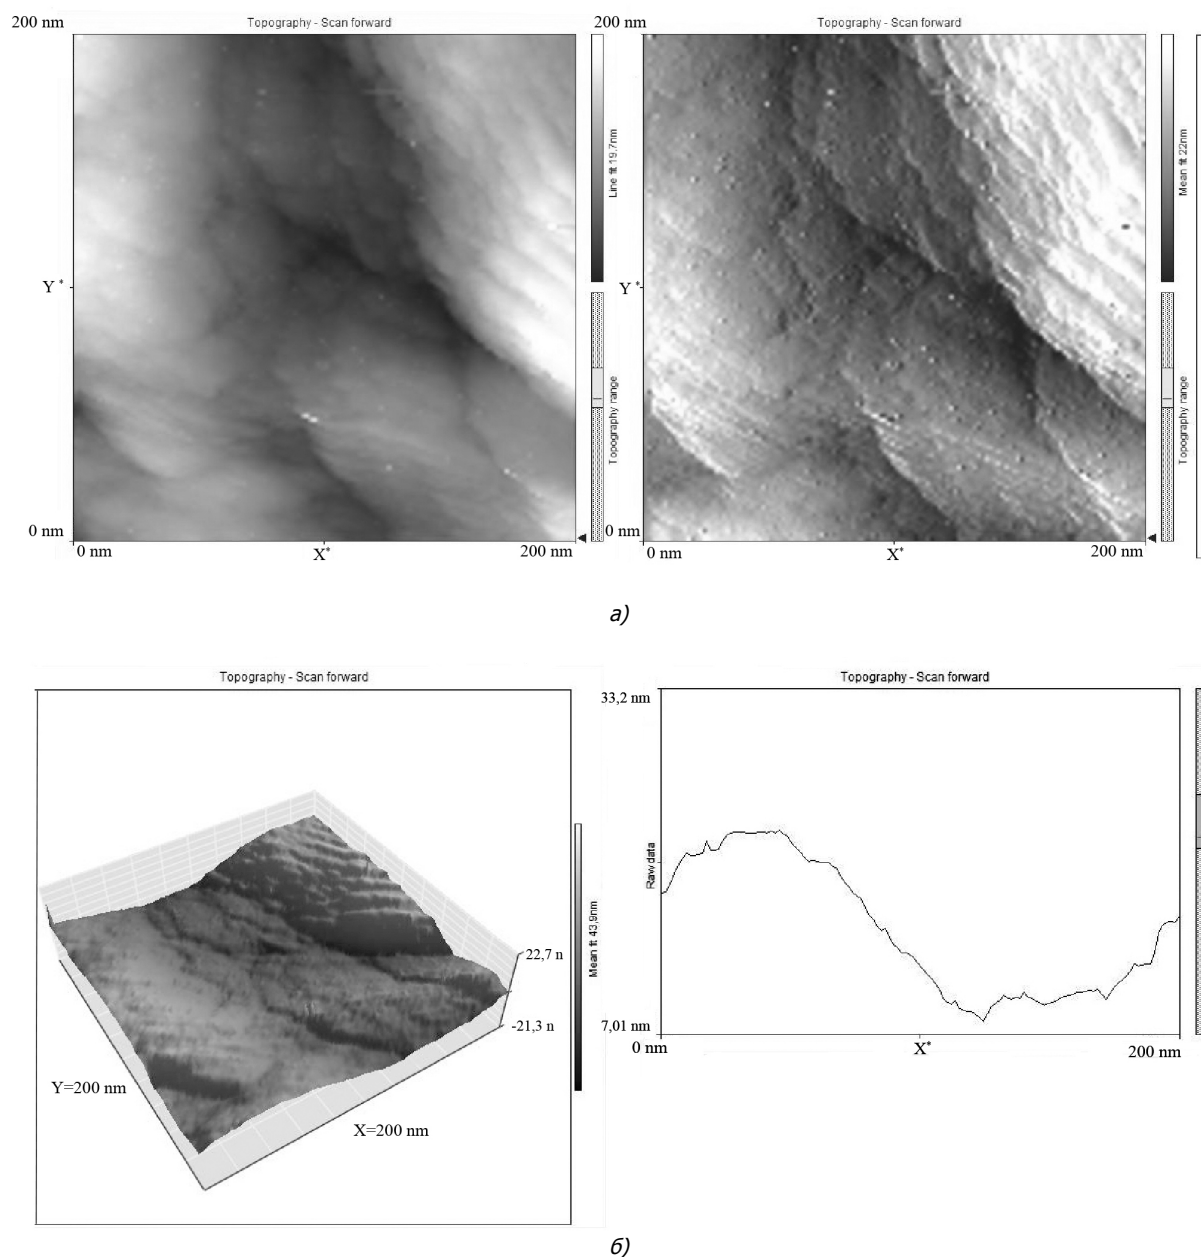 Topography - Scan forward
200 nm
Line fit 19.7nm
Topography range
Y *
0 nm
0 nm
X*
200 nm
Topography - Scan forward
200 nm
Mean fit 22nm
Topography range
Y *
0 nm
0 nm
X*
200 nm
а)
Topography - Scan forward
Mean fit 43,9nm
22,7 n
-21,3 n
Y=200 nm
X=200 nm
Topography - Scan forward
33,2 nm
Raw data
7,01 nm
0 nm
X*
200 nm
б)